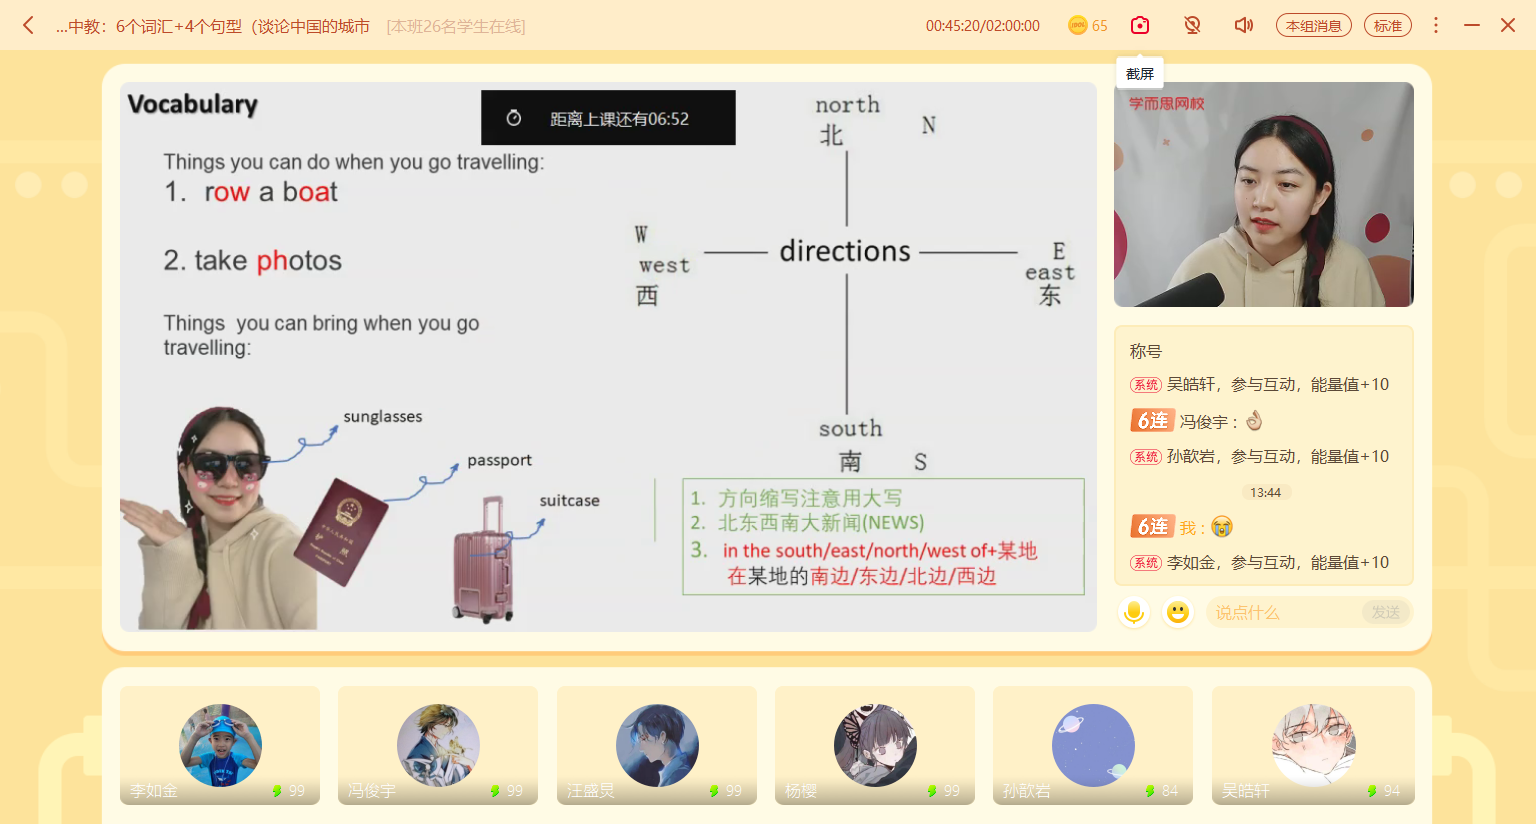 ...中教：6个词汇+4个句型（谈论中国的城市
[本班26名学生在线]
00:45:20/02:00:00
100%
65
本组消息
标准
截屏
Vocabulary
距离上课还有06:52
Things you can do when you go travelling:
1. row a boat
2. take photos
Things you can bring when you go
travelling:
sunglasses
passport
suitcase
north
北
N
W
west
西
directions
E
east
东
south
南
S
1. 方向缩写注意用大写
2. 北东西南大新闻(NEWS)
3. in the south/east/north/west of+某地
在某地的南边/东边/北边/西边
护 照
学而思网校
称号
系统 吴皓轩，参与互动，能量值+10
6连 冯俊宇：👌
系统 孙歆岩，参与互动，能量值+10
13:44
6连 我：😭
系统 李如金，参与互动，能量值+10
说点什么
发送
李如金
99
冯俊宇
99
汪盛炅
99
杨樱
99
孙歆岩
84
吴皓轩
94